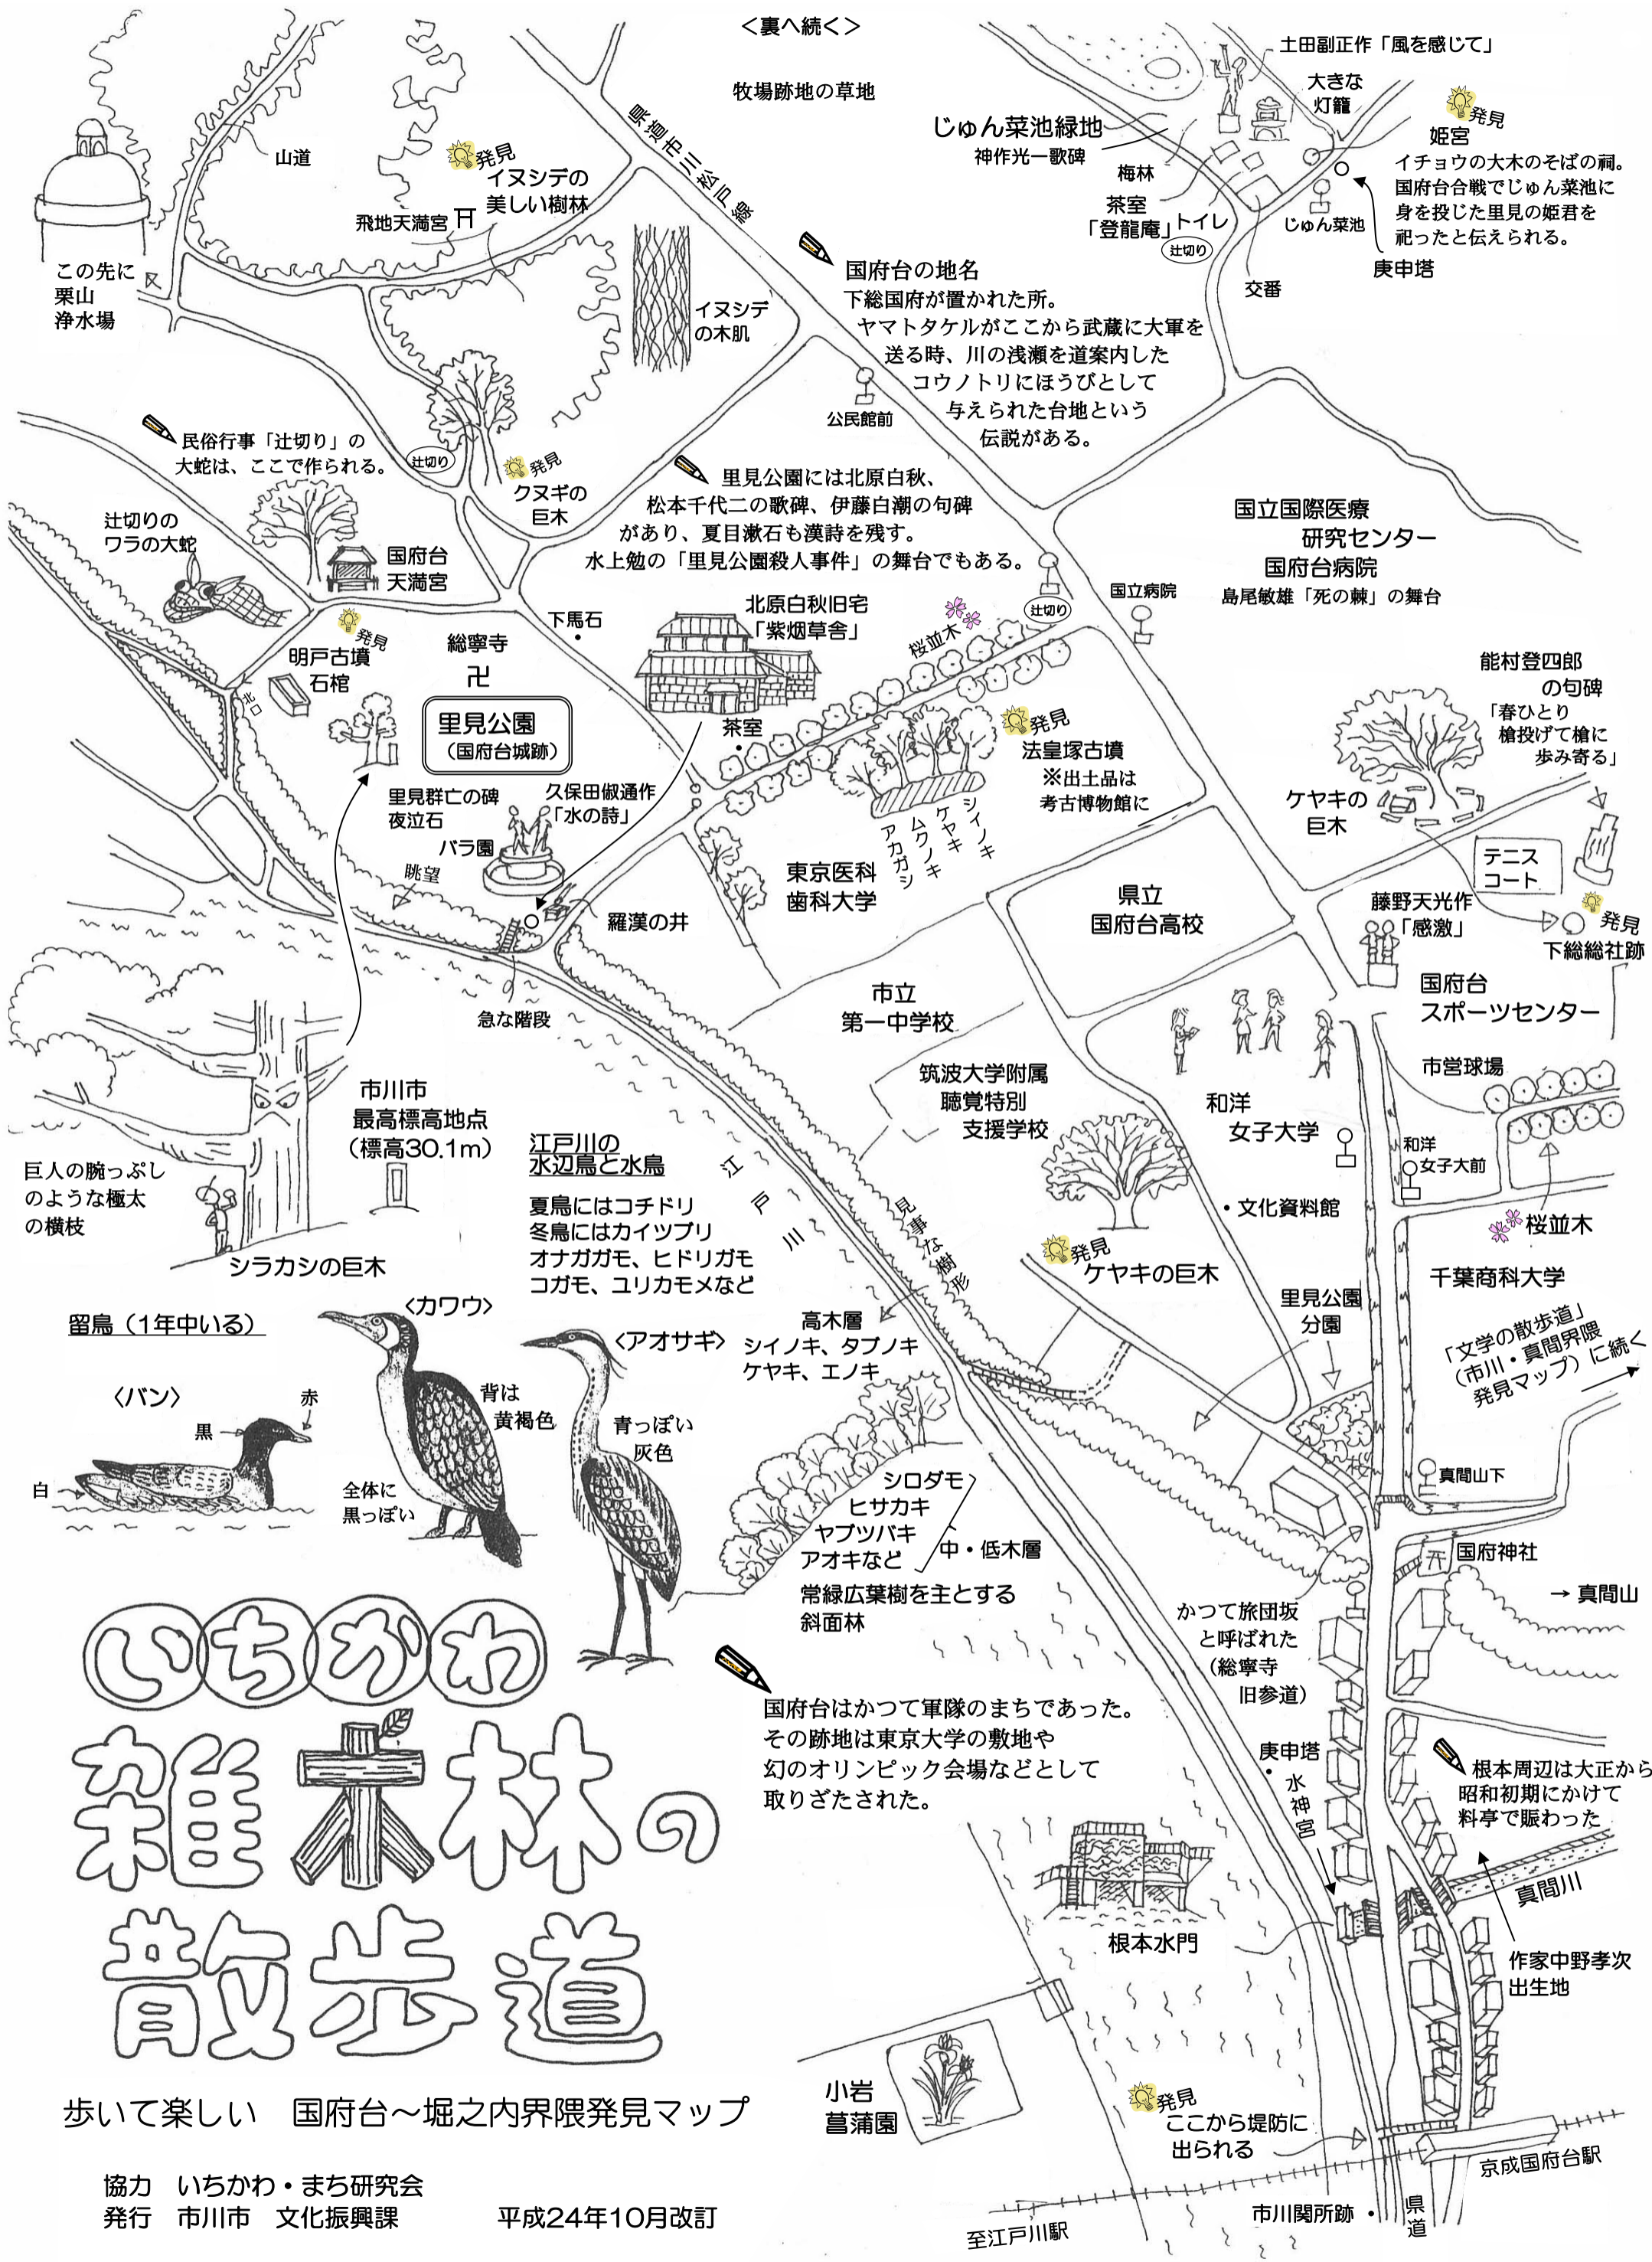 ＜裏へ続く＞
牧場跡地の草地
県道市川松戸線
山道
発見
イヌシデの
美しい樹林
飛地天満宮
この先に
栗山
浄水場
イヌシデ
の木肌
土田副正作「風を感じて」
大きな
灯籠
じゅん菜池緑地
神作光一歌碑
梅林
茶室
「登龍庵」
トイレ
辻切り
じゅん菜池
交番
発見
姫宮
イチョウの大木のそばの祠。
国府台合戦でじゅん菜池に
身を投じた里見の姫君を
祀ったと伝えられる。
庚申塔
国府台の地名
下総国府が置かれた所。
ヤマトタケルがここから武蔵に大軍を
送る時、川の浅瀬を道案内した
コウノトリにほうびとして
与えられた台地という
伝説がある。
公民館前
民俗行事「辻切り」の
大蛇は、ここで作られる。
辻切り
発見
クヌギの
巨木
辻切りの
ワラの大蛇
国府台
天満宮
里見公園には北原白秋、
松本千代二の歌碑、伊藤白潮の句碑
があり、夏目漱石も漢詩を残す。
水上勉の「里見公園殺人事件」の舞台でもある。
国立国際医療
研究センター
国府台病院
島尾敏雄「死の棘」の舞台
国立病院
辻切り
発見
明戸古墳
石棺
北口
総寧寺
卍
下馬石
里見公園
（国府台城跡）
北原白秋旧宅
「紫烟草舎」
茶室
桜並木
発見
法皇塚古墳
※出土品は
考古博物館に
シイノキ
ケヤキ
ムクノキ
アカガシ
能村登四郎
の句碑
「春ひとり
槍投げて槍に
歩み寄る」
ケヤキの
巨木
テニス
コート
発見
下総総社跡
藤野天光作
「感激」
国府台
スポーツセンター
里見群亡の碑
夜泣石
久保田俶通作
「水の詩」
バラ園
眺望
羅漢の井
急な階段
東京医科
歯科大学
県立
国府台高校
市立
第一中学校
筑波大学附属
聴覚特別
支援学校
和洋
女子大学
市営球場
和洋
女子大前
桜並木
・文化資料館
発見
ケヤキの巨木
千葉商科大学
里見公園
分園
「文学の散歩道」
（市川・真間界隈
発見マップ）に続く
市川市
最高標高地点
（標高30.1m）
巨人の腕っぷし
のような極太
の横枝
シラカシの巨木
江戸川の
水辺鳥と水鳥
夏鳥にはコチドリ
冬鳥にはカイツブリ
オナガガモ、ヒドリガモ
コガモ、ユリカモメなど
江戸川
見事な樹形
高木層
シイノキ、タブノキ
ケヤキ、エノキ
シロダモ
ヒサカキ
ヤブツバキ
アオキなど
中・低木層
常緑広葉樹を主とする
斜面林
留鳥（1年中いる）
〈バン〉
赤
黒
白
〈カワウ〉
背は
黄褐色
全体に
黒っぽい
〈アオサギ〉
青っぽい
灰色
真間山下
国府神社
→真間山
かつて旅団坂
と呼ばれた
（総寧寺
旧参道）
国府台はかつて軍隊のまちであった。
その跡地は東京大学の敷地や
幻のオリンピック会場などとして
取りざたされた。
庚申塔
水神宮
根本周辺は大正から
昭和初期にかけて
料亭で賑わった
真間川
根本水門
作家中野孝次
出生地
小岩
菖蒲園
発見
ここから堤防に
出られる
京成国府台駅
市川関所跡・
県道
至江戸川駅
いちかわ
雑木林の
散歩道
歩いて楽しい　国府台～堀之内界隈発見マップ
協力　いちかわ・まち研究会
発行　市川市　文化振興課　平成24年10月改訂